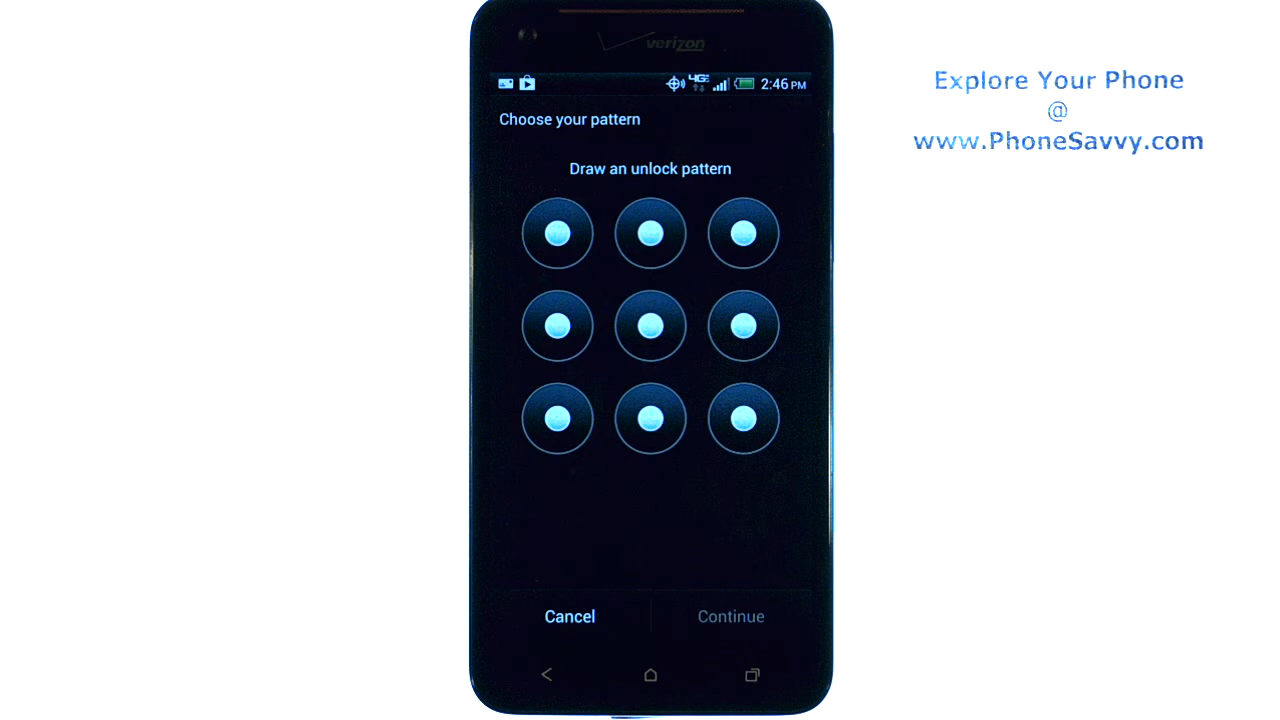 verizon
4G
2:46 PM
Choose your pattern
Draw an unlock pattern
Cancel
Continue
Explore Your Phone
@
www.PhoneSavvy.com